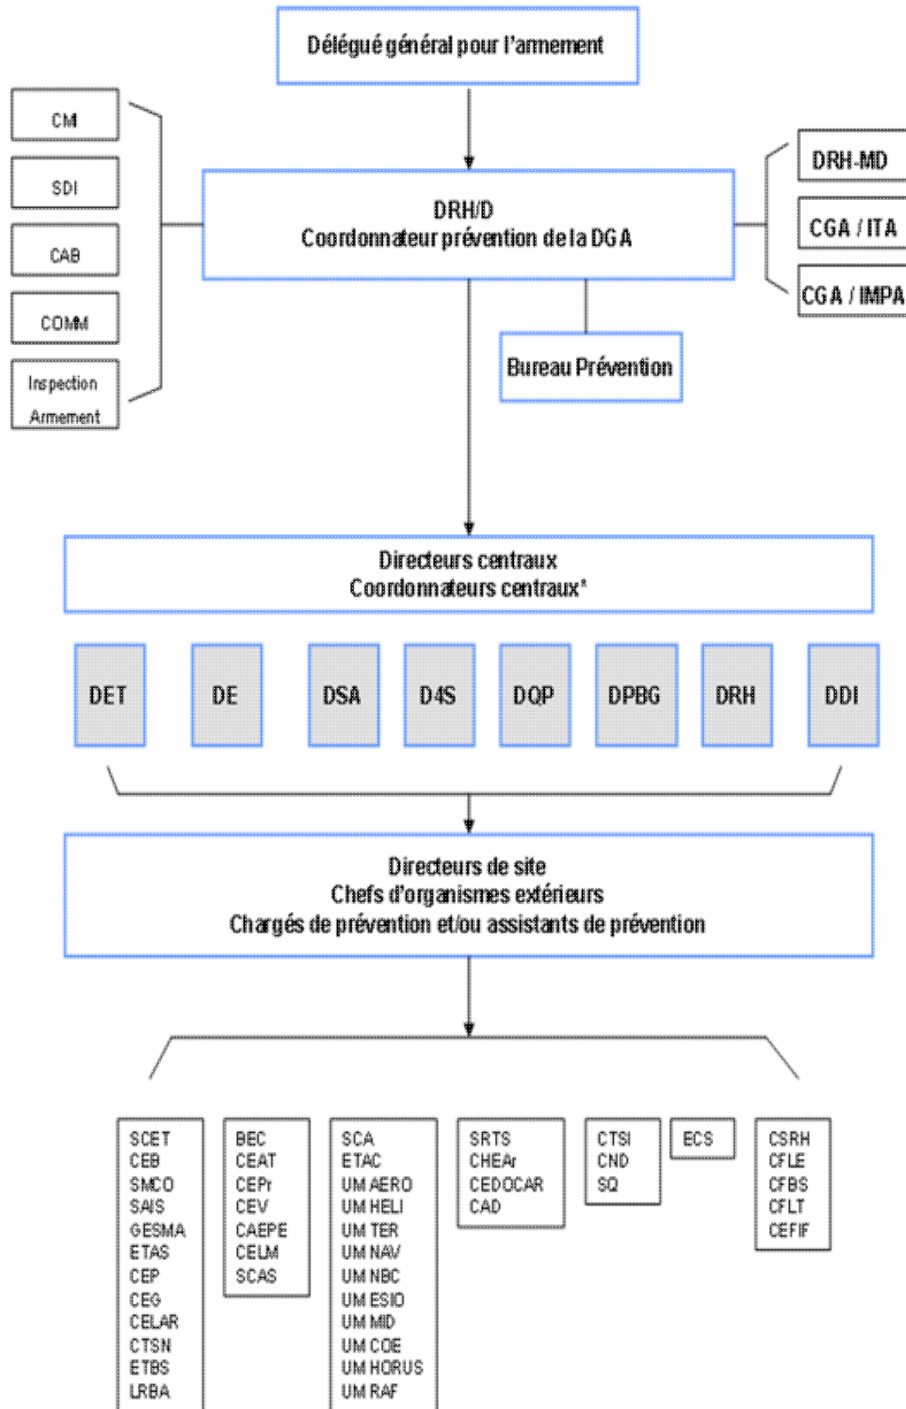 Délégué général pour l'armement
CMI
SDI
CAB
COMM
Inspection
Armement
DRH/D
Coordonnateur prévention de la DGA
DRH-MD
CGA / ITA
CGA / IMPA
Bureau Prévention
Directeurs centraux
Coordonnateurs centraux*
DET
DE
DSA
D4S
DQP
DPBG
DRH
DDI
Directeurs de site
Chefs d'organismes extérieurs
Chargés de prévention et/ou assistants de prévention
SCET
CEB
SMCO
SAIS
GESMA
ETAS
CEP
CEG
CELAR
CTSN
ETBS
LRBA
BEC
CEAT
CEPr
CEV
CAEPE
CELM
SCAS
SCA
ETAC
UM AERO
UM HELI
UM TER
UM NAV
UM NBC
UM ESIO
UM MID
UM COE
UM HORUS
UM RAF
SRTS
CHEAr
CEDOCAR
CAD
CTSI
CND
SQ
ECS
CSRH
CFLE
CFBS
CFLT
CEFIF